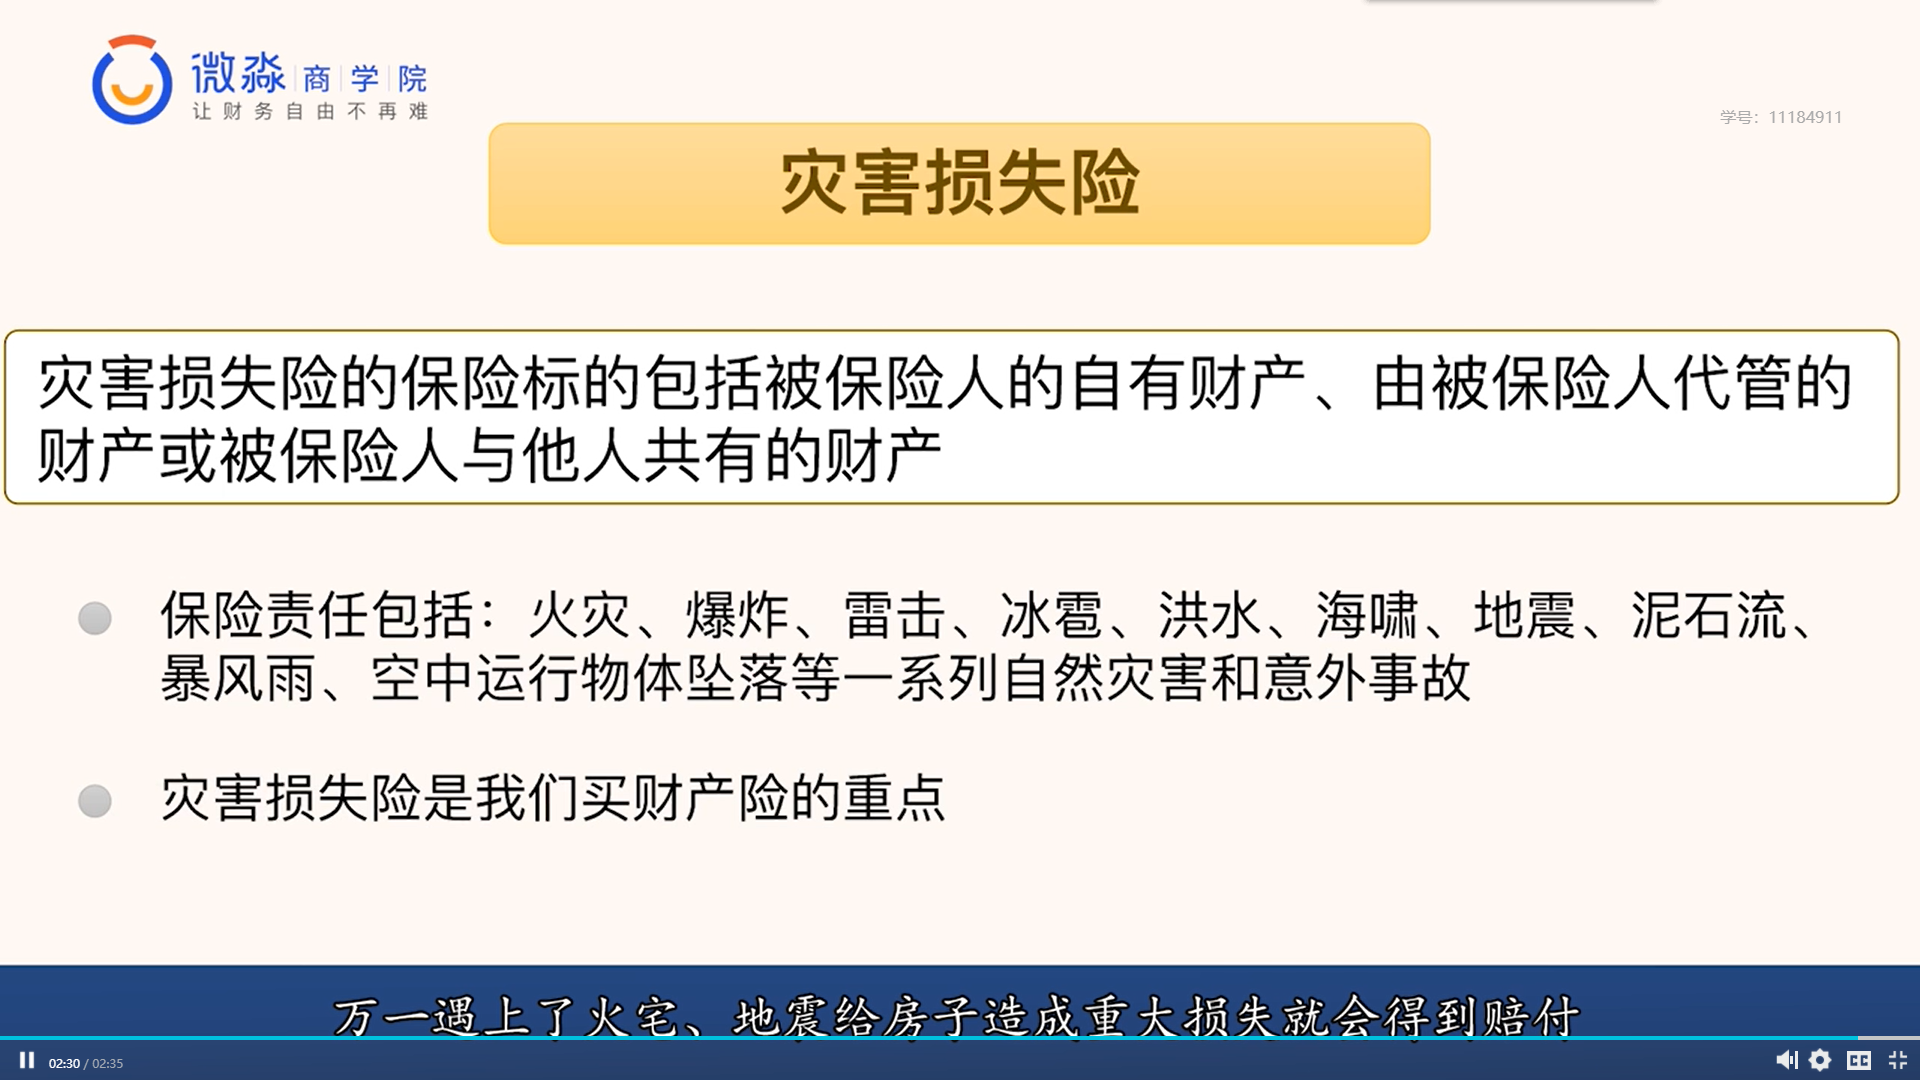 微淼商学院
让财务自由不再难
学号：11184911
灾害损失险
灾害损失险的保险标的包括被保险人的自有财产、由被保险人代管的
财产或被保险人与他人共有的财产
保险责任包括：火灾、爆炸、雷击、冰雹、洪水、海啸、地震、泥石流、
暴风雨、空中运行物体坠落等一系列自然灾害和意外事故
灾害损失险是我们买财产险的重点
万一遇上了火宅、地震给房子造成重大损失就会得到赔付
02:30 / 02:35
CC